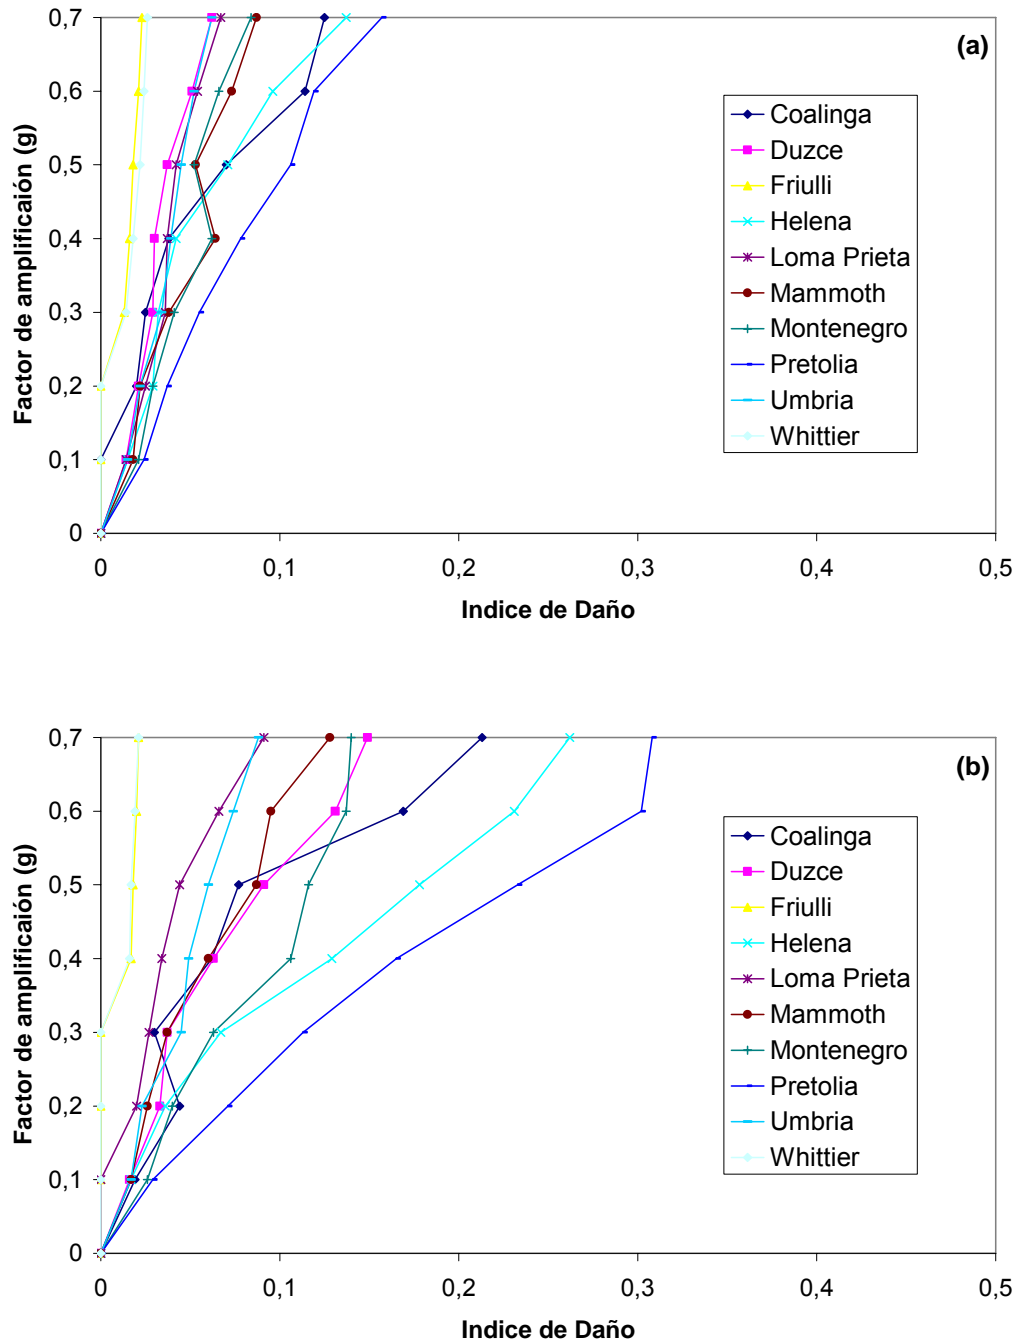 (a)
0,7
0,6
0,5
0,4
0,3
0,2
0,1
0
Factor de amplificaión (g)
Coalinga
Duzce
Friulli
Helena
Loma Prieta
Mammoth
Montenegro
Pretolia
Umbria
Whittier
0 0,1 0,2 0,3 0,4 0,5
Indice de Daño
(b)
0,7
0,6
0,5
0,4
0,3
0,2
0,1
0
Factor de amplificaión (g)
Coalinga
Duzce
Friulli
Helena
Loma Prieta
Mammoth
Montenegro
Pretolia
Umbria
Whittier
0 0,1 0,2 0,3 0,4 0,5
Indice de Daño